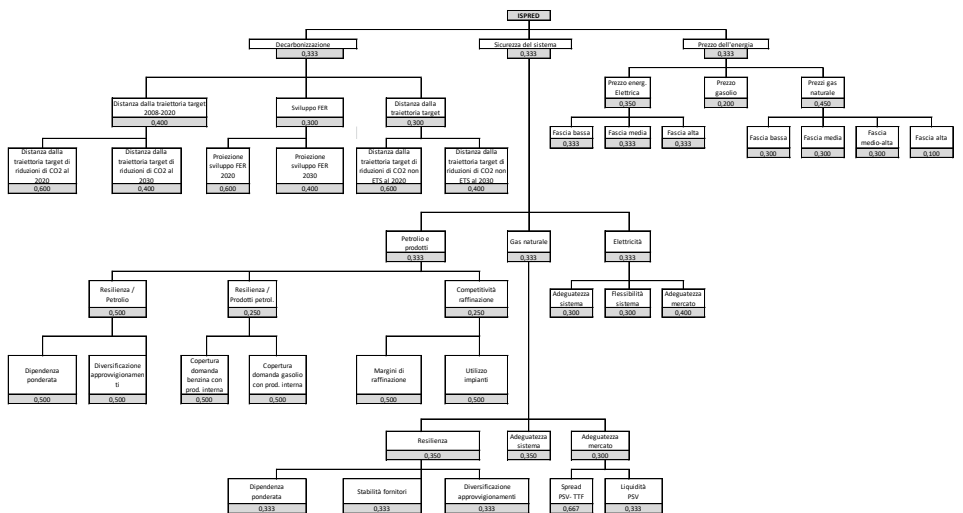 ISPRED
Decarbonizzazione
0,333
Sicurezza del sistema
0,333
Prezzo dell'energia
0,333
Distanza dalla traiettoria target
2008-2020
0,400
Sviluppo FER
0,300
Distanza dalla
traiettoria target
0,300
Prezzo energ.
Elettrica
0,350
Prezzo
gasolio
0,200
Prezzi gas
naturale
0,450
Distanza dalla
traiettoria target di
riduzioni di CO2 al
2020
0,600
Distanza dalla
traiettoria target di
riduzioni di CO2 al
2030
0,400
Proiezione
sviluppo FER
2020
0,600
Proiezione
sviluppo FER
2030
0,400
Distanza dalla
traiettoria target di
riduzioni di CO2 non
ETS al 2020
0,600
Distanza dalla
traiettoria target di
riduzioni di CO2 non
ETS al 2030
0,400
Fascia bassa
0,333
Fascia media
0,333
Fascia alta
0,333
Fascia bassa
0,300
Fascia media
0,300
Fascia
medio-alta
0,300
Fascia alta
0,100
Petrolio e
prodotti
0,333
Gas naturale
0,333
Elettricità
0,333
Resilienza /
Petrolio
0,500
Resilienza /
Prodotti petrol.
0,250
Competitività
raffinazione
0,250
Adeguatezza
sistema
0,300
Flessibilità
sistema
0,300
Adeguatezza
mercato
0,400
Dipendenza
ponderata
0,500
Diversificazione
approvvigionamen
ti
0,500
Copertura
domanda
benzina con
prod. interna
0,500
Copertura
domanda gasolio
con prod. interna
0,500
Margini di
raffinazione
0,500
Utilizzo
impianti
0,500
Resilienza
0,350
Adeguatezza
sistema
0,350
Adeguatezza
mercato
0,300
Dipendenza
ponderata
0,333
Stabilità fornitori
0,333
Diversificazione
approvvigionamenti
0,333
Spread
PSV- TTF
0,667
Liquidità
PSV
0,333